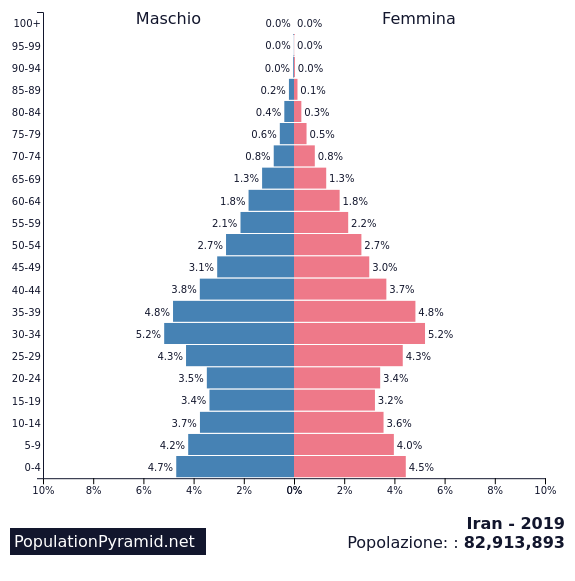 Maschio Femmina
100+ 0.0% 0.0%
95-99 0.0% 0.0%
90-94 0.0% 0.0%
85-89 0.2% 0.1%
80-84 0.4% 0.3%
75-79 0.6% 0.5%
70-74 0.8% 0.8%
65-69 1.3% 1.3%
60-64 1.8% 1.8%
55-59 2.1% 2.2%
50-54 2.7% 2.7%
45-49 3.1% 3.0%
40-44 3.8% 3.7%
35-39 4.8% 4.8%
30-34 5.2% 5.2%
25-29 4.3% 4.3%
20-24 3.5% 3.4%
15-19 3.4% 3.2%
10-14 3.7% 3.6%
5-9 4.2% 4.0%
0-4 4.7% 4.5%
10% 8% 6% 4% 2% 0% 2% 4% 6% 8% 10%
Iran - 2019
PopulationPyramid.net Popolazione: : 82,913,893